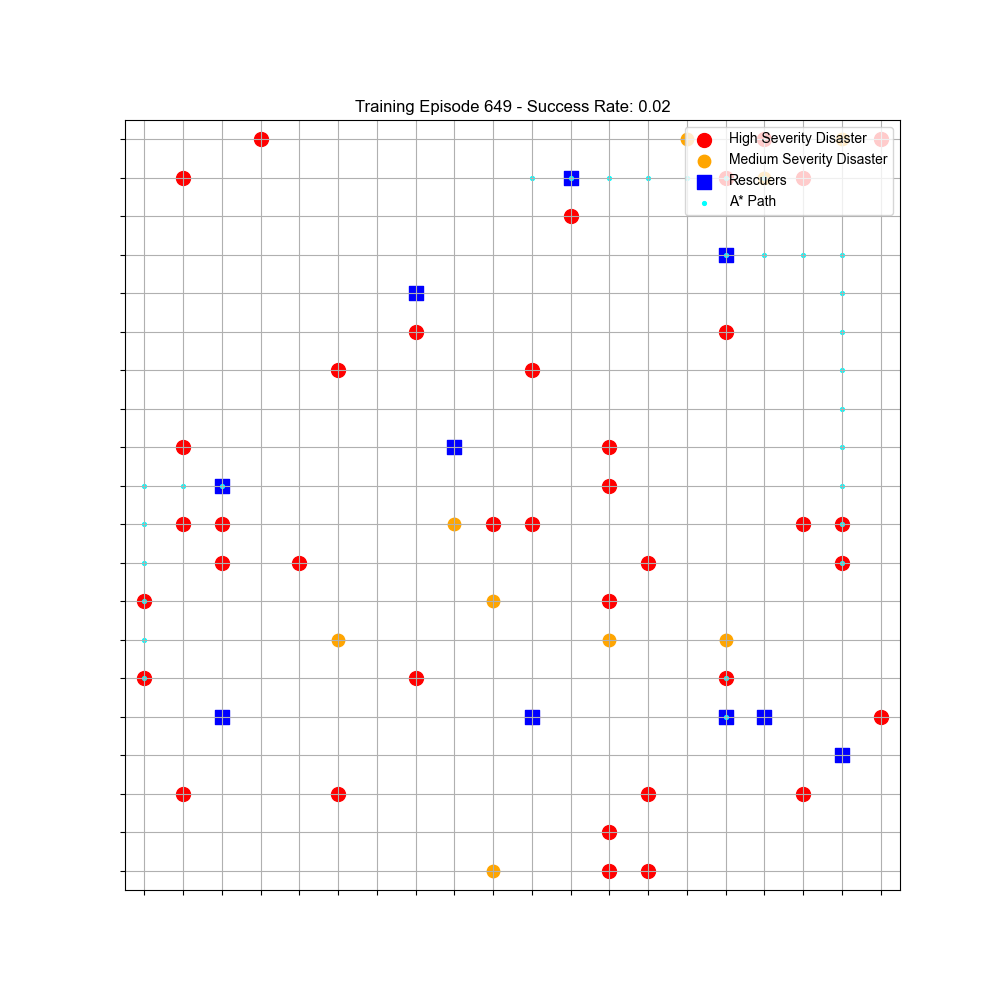 Training Episode 649 - Success Rate: 0.02
High Severity Disaster
Medium Severity Disaster
Rescuers
A* Path